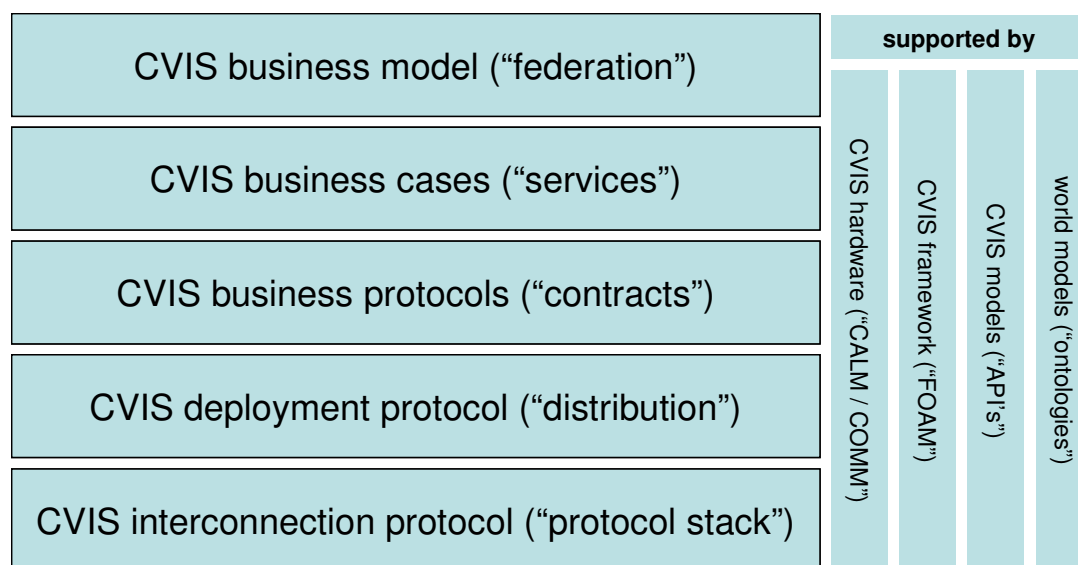 CVIS business model (“federation”)
CVIS business cases (“services”)
CVIS business protocols (“contracts”)
CVIS deployment protocol (“distribution”)
CVIS interconnection protocol (“protocol stack”)
supported by
CVIS hardware (“CALM / COMM”)
CVIS framework (“FOAM”)
CVIS models (“API’s”)
world models (“ontologies”)